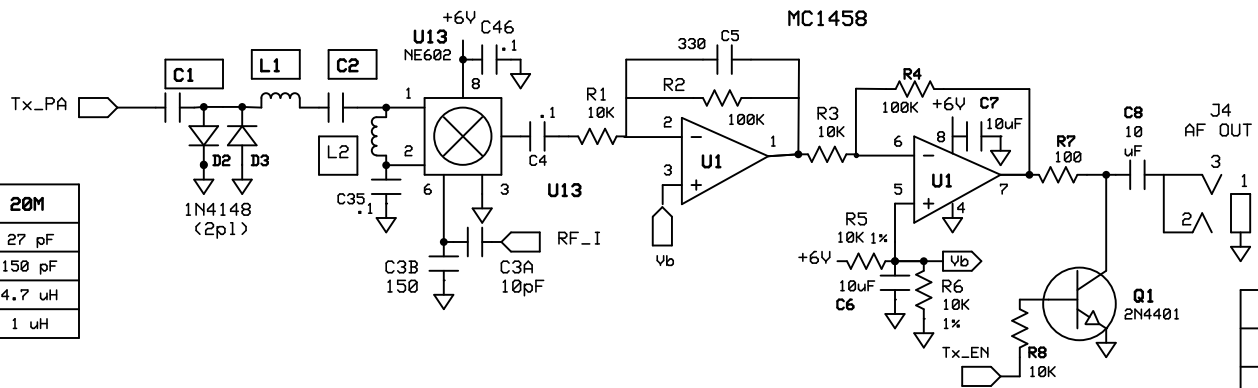 MC1458
+6V
C46
.1
U13
NE602
8
C1
L1
C2
Tx_PA
1
L2
2
D2
D3
1N4148
(2pl)
C35
.1
6
3
U13
C4
.1
RF_I
C3B
150
C3A
10pF
20M
27 pF
150 pF
4.7 uH
1 uH
R1
10K
330
C5
R2
100K
2
3
1
U1
Vb
R3
10K
R4
100K
+6V
C7
10uF
8
6
5
7
4
U1
R5
10K 1%
+6V
Vb
10uF
C6
R6
10K
1%
R7
100
C8
10
uF
J4
AF OUT
3
1
2
Q1
2N4401
Tx_EN
R8
10K